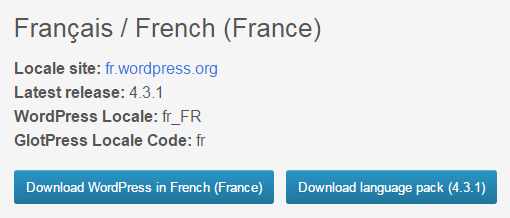 Français / French (France)
Locale site: fr.wordpress.org
Latest release: 4.3.1
WordPress Locale: fr_FR
GlotPress Locale Code: fr
Download WordPress in French (France) Download language pack (4.3.1)